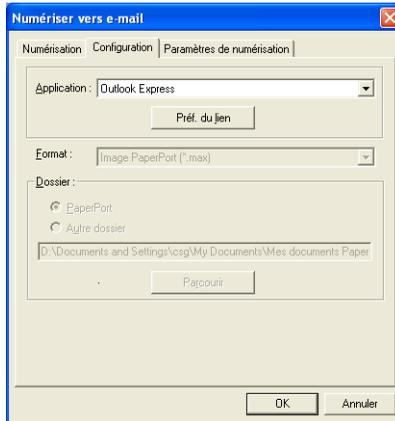 Numériser vers e-mail
Numérisation Configuration Paramètres de numérisation
Application : Outlook Express
Préf. du lien
Format : Image PaperPort (*.max)
Dossier :
PaperPort
Autre dossier
D:\Documents and Settings\csg\My Documents\Mes documents Paper
Parcourir
OK Annuler